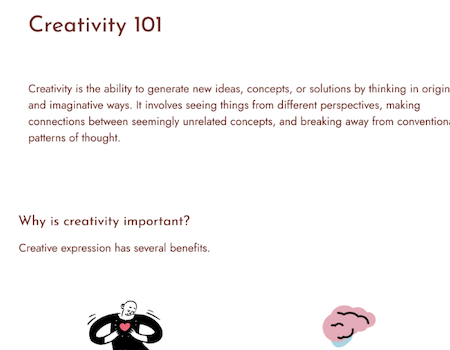 Creativity 101
Creativity is the ability to generate new ideas, concepts, or solutions by thinking in origin
and imaginative ways. It involves seeing things from different perspectives, making
connections between seemingly unrelated concepts, and breaking away from convention
patterns of thought.
Why is creativity important?
Creative expression has several benefits.